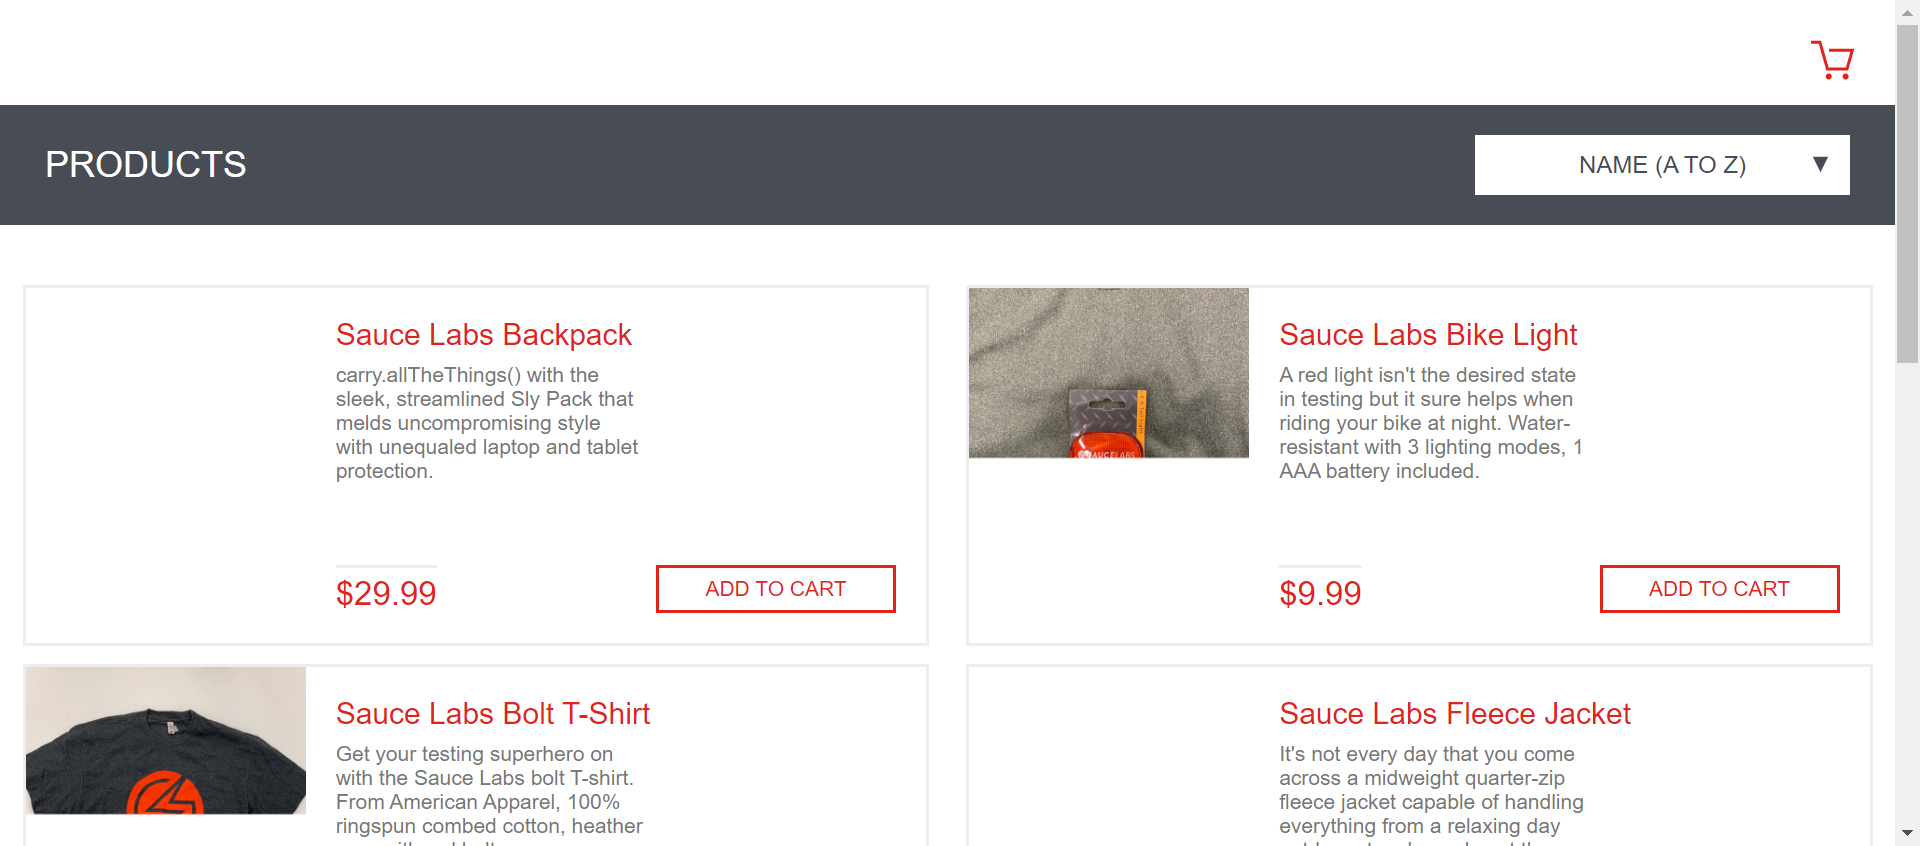 PRODUCTS
NAME (A TO Z)
Sauce Labs Backpack
carry.allTheThings() with the
sleek, streamlined Sly Pack that
melds uncompromising style
with unequaled laptop and tablet
protection.
$29.99
ADD TO CART
SAUCELABS
Sauce Labs Bike Light
A red light isn't the desired state
in testing but it sure helps when
riding your bike at night. Water-
resistant with 3 lighting modes, 1
AAA battery included.
$9.99
ADD TO CART
Sauce Labs Bolt T-Shirt
Get your testing superhero on
with the Sauce Labs bolt T-shirt.
From American Apparel, 100%
ringspun combed cotton, heather
Sauce Labs Fleece Jacket
It's not every day that you come
across a midweight quarter-zip
fleece jacket capable of handling
everything from a relaxing day